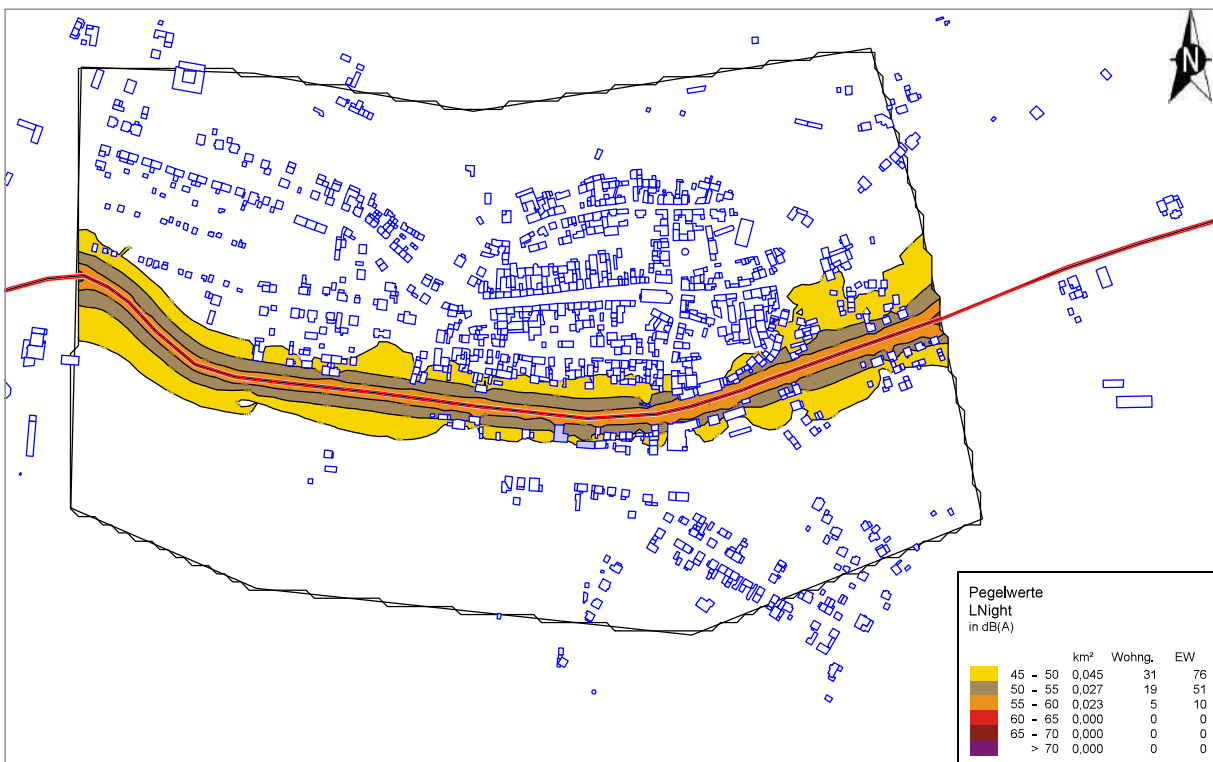 N
Pegelwerte
LNight
in dB(A)
km² Wohng. EW
45 - 50 0,045 31 76
50 - 55 0,027 19 51
55 - 60 0,023 5 10
60 - 65 0,000 0 0
65 - 70 0,000 0 0
> 70 0,000 0 0